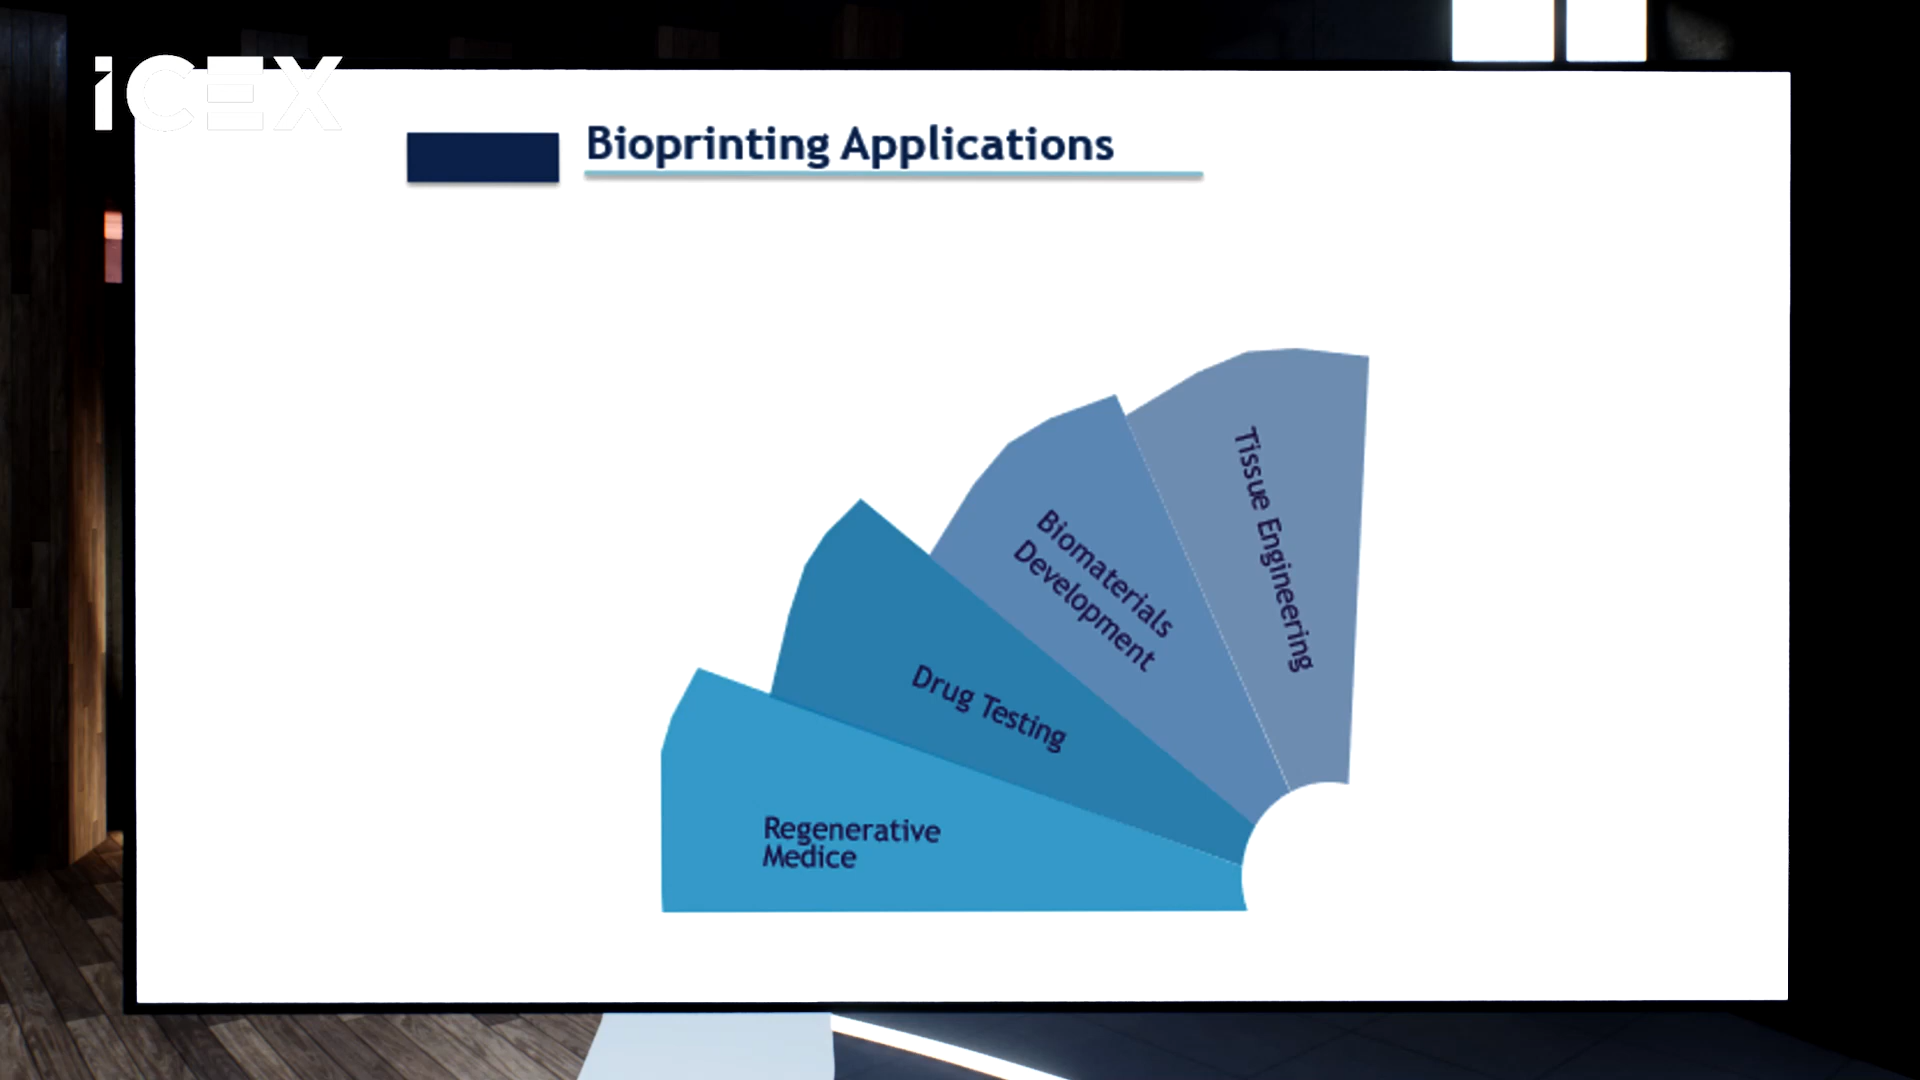 iCEX
Bioprinting Applications
Tissue Engineering
Biomaterials
Development
Drug Testing
Regenerative
Medice